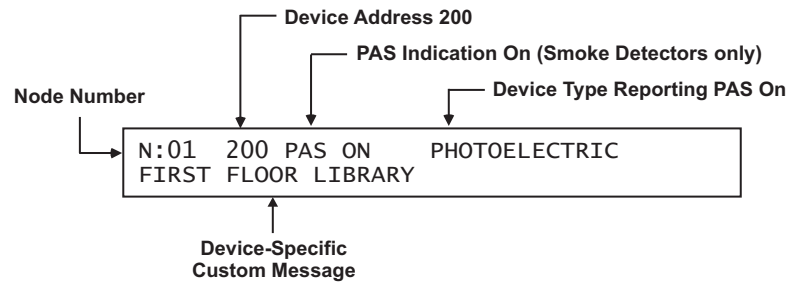 Device Address 200
PAS Indication On (Smoke Detectors only)
Device Type Reporting PAS On
Node Number
N:01 200 PAS ON PHOTOELECTRIC
FIRST FLOOR LIBRARY
Device-Specific
Custom Message